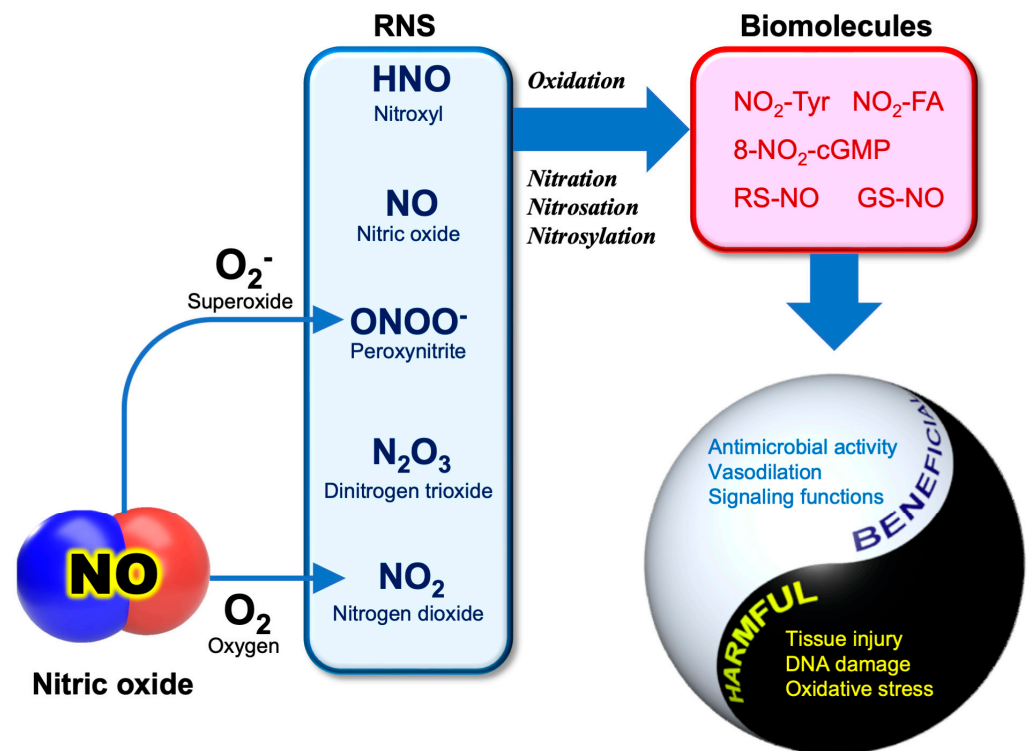 RNS
HNO
Nitroxyl
NO
Nitric oxide
ONOO⁻
Peroxynitrite
N₂O₃
Dinitrogen trioxide
NO₂
Nitrogen dioxide
O₂⁻
Superoxide
NO
O₂
Oxygen
Nitric oxide
Oxidation
Nitration
Nitrosation
Nitrosylation
Biomolecules
NO₂-Tyr NO₂-FA
8-NO₂-cGMP
RS-NO GS-NO
Antimicrobial activity
Vasodilation
Signaling functions
BENEFICIAL
HARMFUL
Tissue injury
DNA damage
Oxidative stress